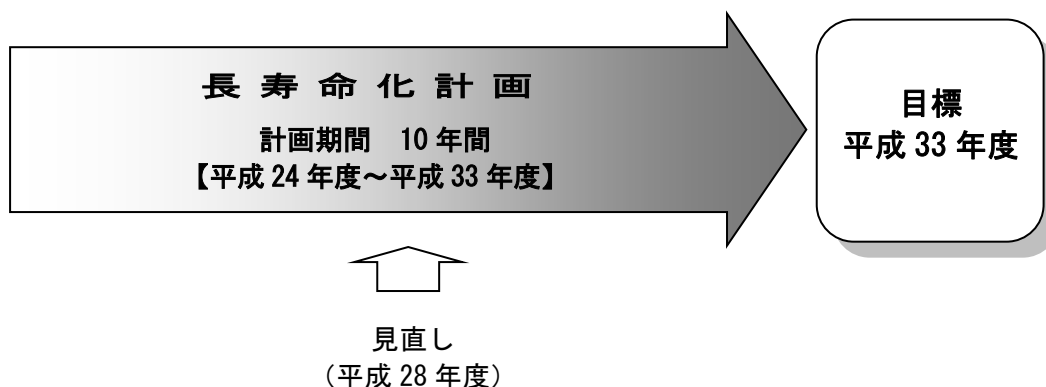 長寿命化計画
計画期間　10年間
【平成24年度～平成33年度】
目標
平成33年度
見直し
（平成28年度）